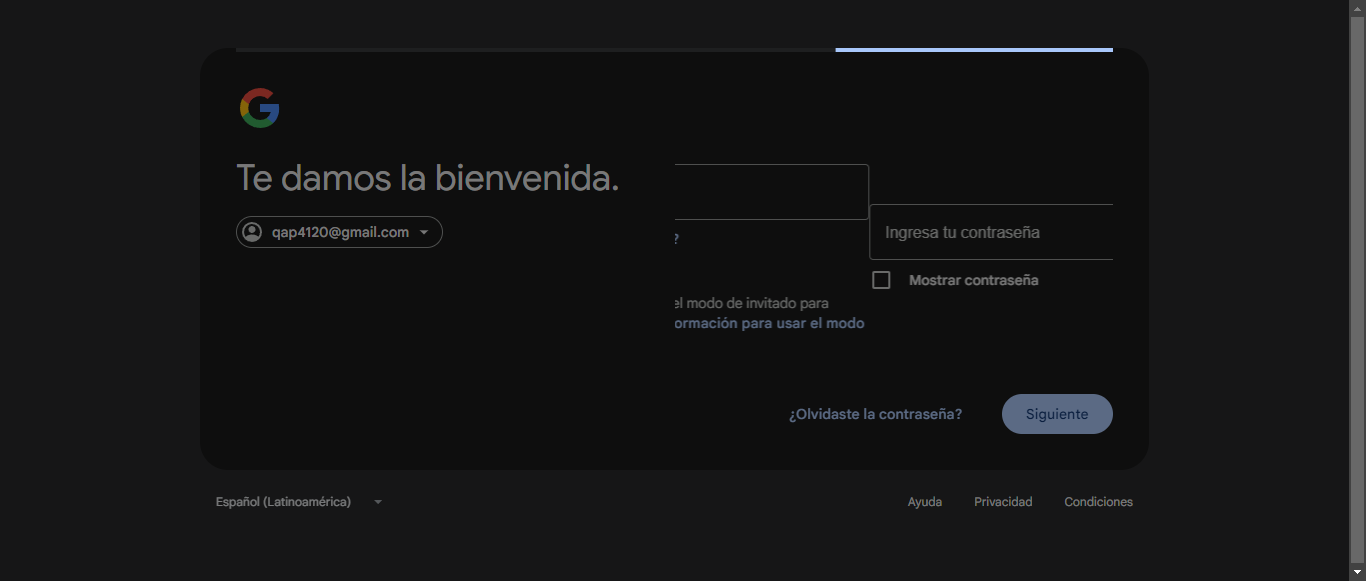 Te damos la bienvenida.
qap4120@gmail.com
?
Ingresa tu contraseña
Mostrar contraseña
el modo de invitado para
ormación para usar el modo
¿Olvidaste la contraseña?
Siguiente
Español (Latinoamérica)
Ayuda
Privacidad
Condiciones